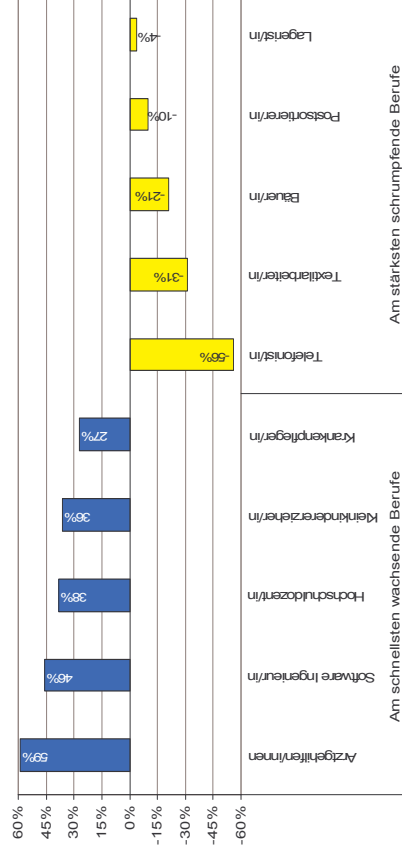 60%
45%
30%
15%
0%
-15%
-30%
-45%
-60%
59%
46%
38%
36%
27%
-56%
-31%
-21%
-10%
-4%
Arztgehilfen/innen
Software Ingenieur/in
Hochschuldozent/in
Kleinkindererzieher/in
Krankenpfleger/in
Telefonist/in
Textilarbeiter/in
Bäuer/in
Postsortierer/in
Lagerist/in
Am schnellsten wachsende Berufe
Am stärksten schrumpfende Berufe